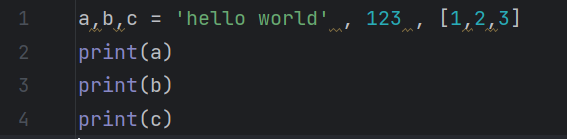 1 a,b,c = 'hello world' , 123 , [1,2,3]
2 print(a)
3 print(b)
4 print(c)